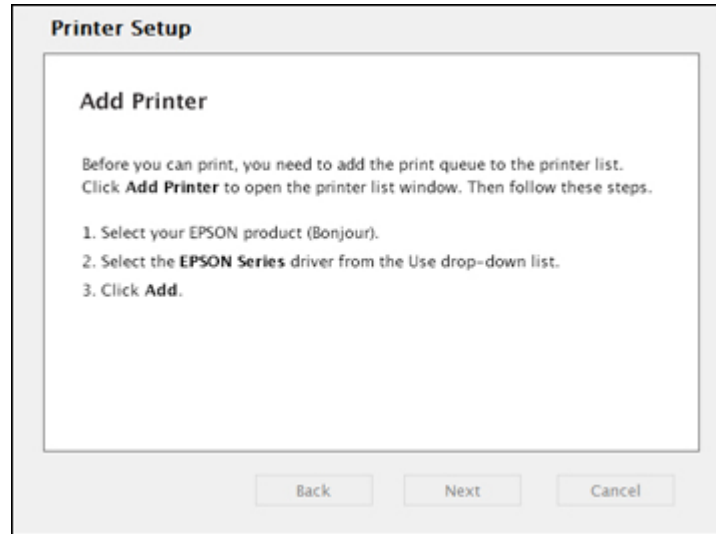 Printer Setup
Add Printer
Before you can print, you need to add the print queue to the printer list.
Click Add Printer to open the printer list window. Then follow these steps.
1. Select your EPSON product (Bonjour).
2. Select the EPSON Series driver from the Use drop-down list.
3. Click Add.
Back Next Cancel